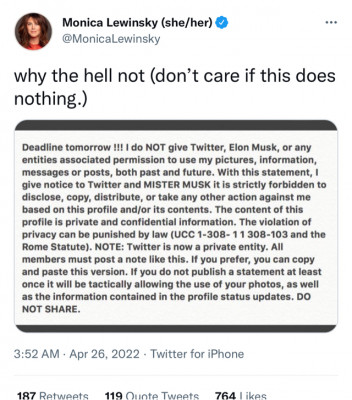 Monica Lewinsky (she/her)
@MonicaLewinsky
why the hell not (don’t care if this does
nothing.)
Deadline tomorrow !!! I do NOT give Twitter, Elon Musk, or any
entities associated permission to use my pictures, information,
messages or posts, both past and future. With this statement, I
give notice to Twitter and MISTER MUSK it is strictly forbidden to
disclose, copy, distribute, or take any other action against me
based on this profile and/or its contents. The content of this
profile is private and confidential information. The violation of
privacy can be punished by law (UCC 1-308- 1 1 308-103 and the
Rome Statute). NOTE: Twitter is now a private entity. All
members must post a note like this. If you prefer, you can copy
and paste this version. If you do not publish a statement at least
once it will be tactically allowing the use of your photos, as well
as the information contained in the profile status updates. DO
NOT SHARE.
3:52 AM · Apr 26, 2022 · Twitter for iPhone
187 Retweets 119 Quote Tweets 764 Likes